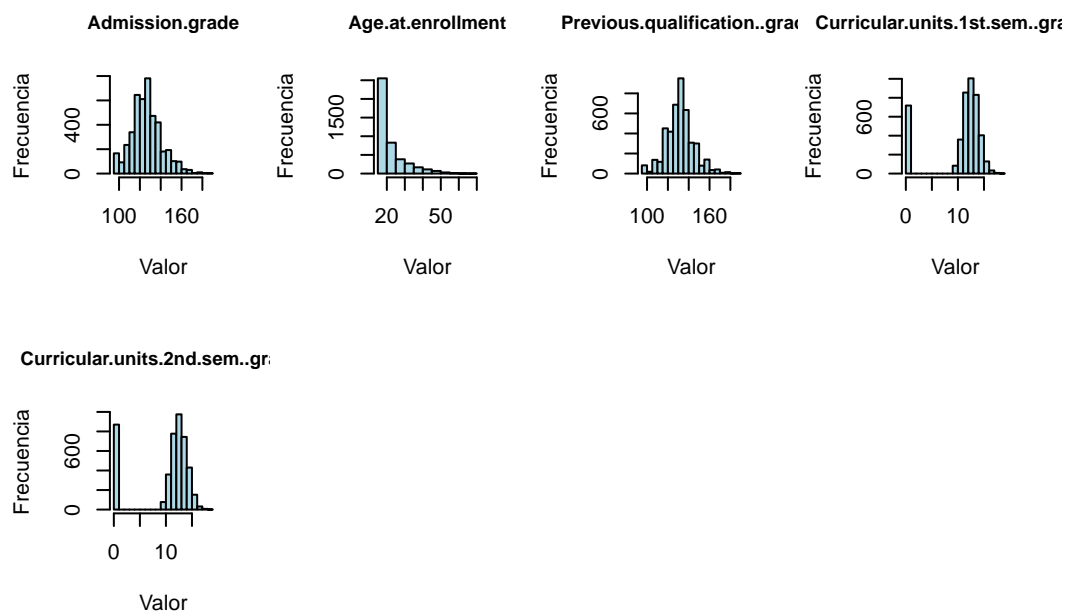 Admission.grade
Frecuencia
400
0
100 160
Valor
Age.at.enrollment
Frecuencia
1500
0
20 50
Valor
Previous.qualification..gra
Frecuencia
600
0
100 160
Valor
Curricular.units.1st.sem..gra
Frecuencia
600
0
0 10
Valor
Curricular.units.2nd.sem..gra
Frecuencia
600
0
0 10
Valor